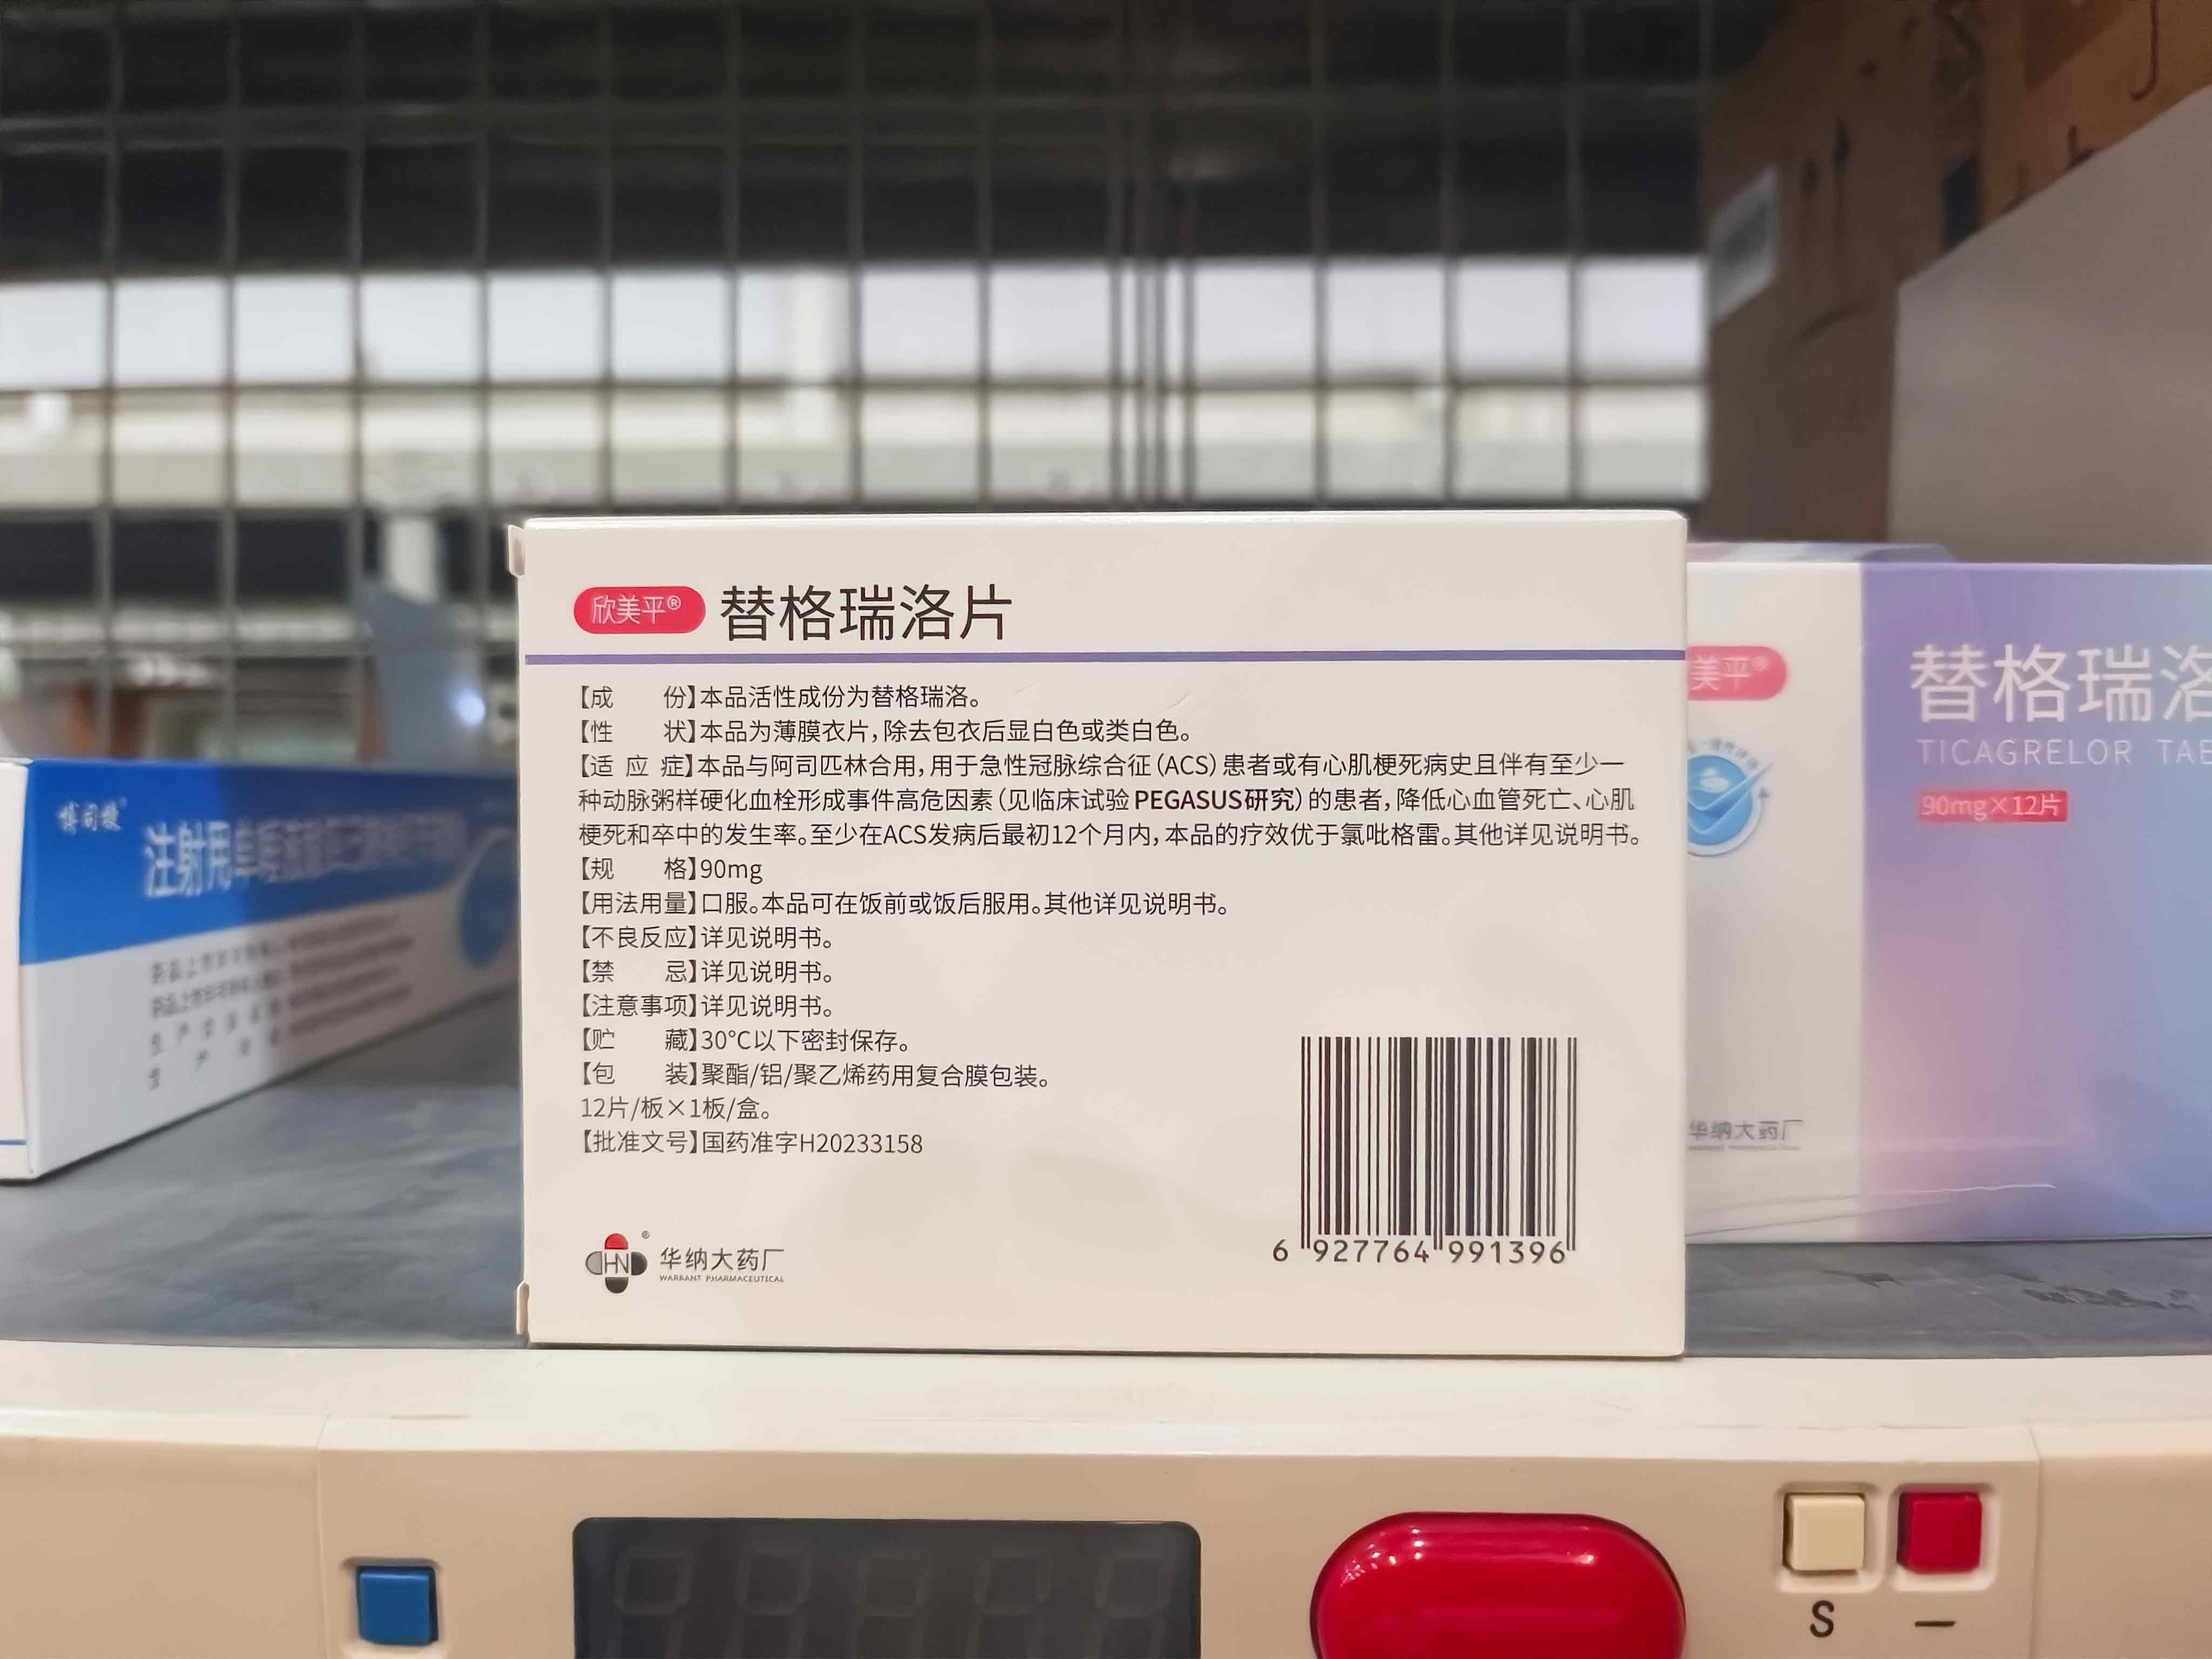 欣美平® 替格瑞洛片
【成 份】本品活性成份为替格瑞洛。
【性 状】本品为薄膜衣片，除去包衣后显白色或类白色。
【适 应 症】本品与阿司匹林合用，用于急性冠脉综合征（ACS）患者或有心肌梗死病史且伴有至少一
种动脉粥样硬化血栓形成事件高危因素（见临床试验PEGASUS研究）的患者，降低心血管死亡、心肌
梗死和卒中的发生率。至少在ACS发病后最初12个月内，本品的疗效优于氯吡格雷。其他详见说明书。
【规 格】90mg
【用法用量】口服。本品可在饭前或饭后服用。其他详见说明书。
【不良反应】详见说明书。
【禁 忌】详见说明书。
【注意事项】详见说明书。
【贮 藏】30℃以下密封保存。
【包 装】聚酯/铝/聚乙烯药用复合膜包装。
12片/板×1板/盒。
【批准文号】国药准字H20233158
HN® 华纳大药厂
WARRANT PHARMACEUTICAL
6 927764 991396
美平®
替格瑞洛
TICAGRELOR TAB
90mg×12片
华纳大药厂
注射用
S
—